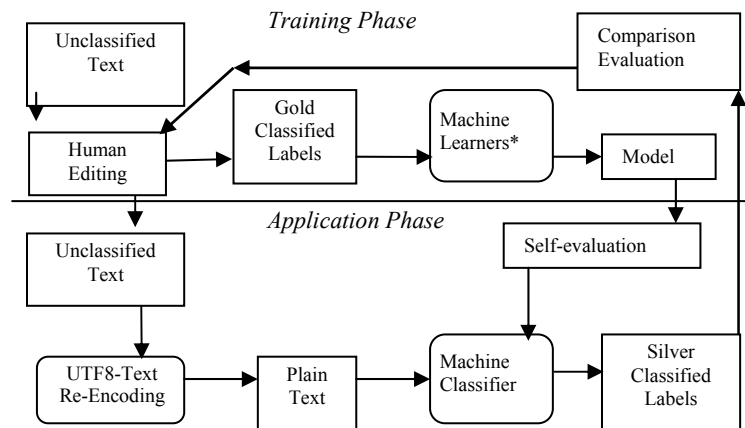 Training Phase
Unclassified
Text
Comparison
Evaluation
Human
Editing
Gold
Classified
Labels
Machine
Learners*
Model
Application Phase
Unclassified
Text
Self-evaluation
UTF8-Text
Re-Encoding
Plain
Text
Machine
Classifier
Silver
Classified
Labels